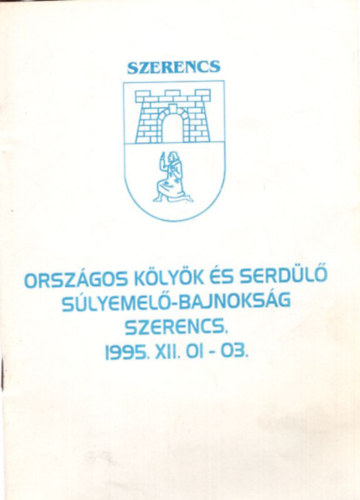 SZERENCS
ORSZÁGOS KÖLYÖK ÉS SERDÜLŐ
SÚLYEMELŐ-BAJNOKSÁG
SZERENCS.
1995. XII. 01 - 03.